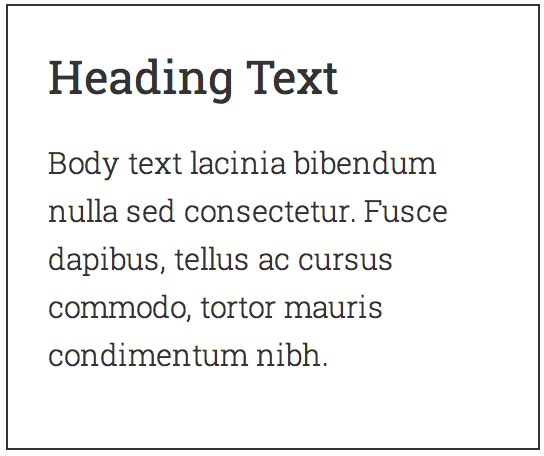 Heading Text
Body text lacinia bibendum
nulla sed consectetur. Fusce
dapibus, tellus ac cursus
commodo, tortor mauris
condimentum nibh.